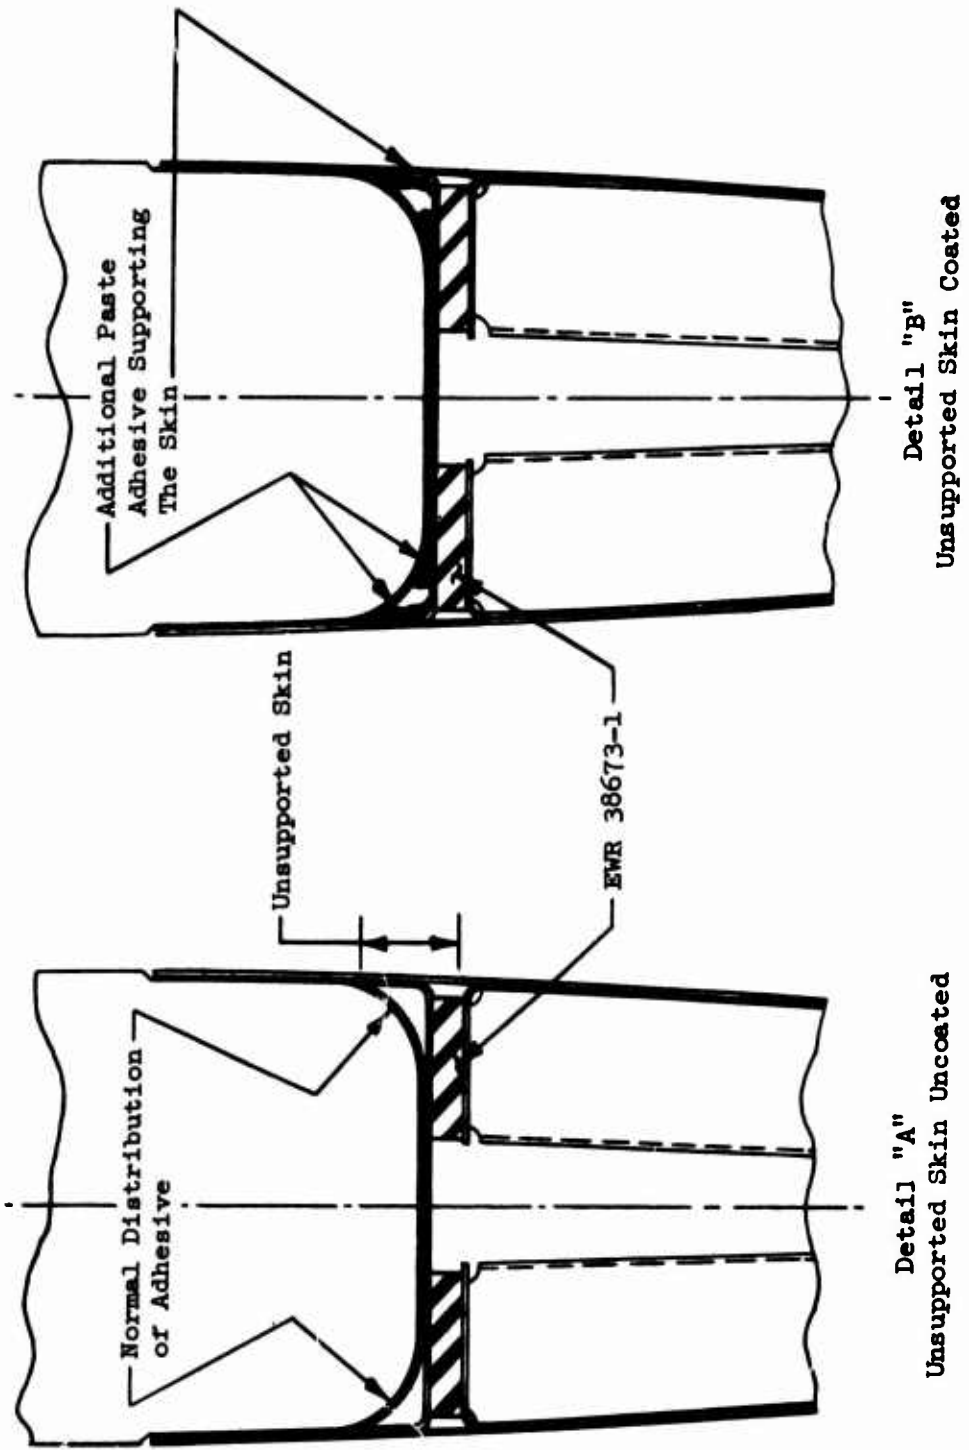 Normal Distribution
or Adhesive
Unsupported Skin
EWR 38673-1
Additional Paste
Adhesive Supporting
The Skin
Detail "A"
Unsupported Skin Uncoated
Detail "B"
Unsupported Skin Coated